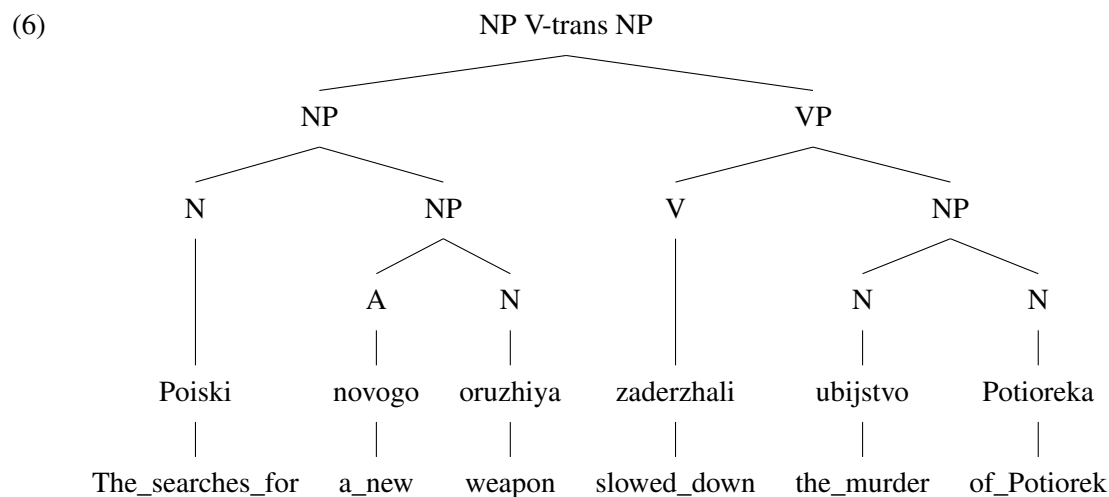 (6) NP V-trans NP
NP VP
N NP V NP
A N N N
Poiski novogo oruzhiya zaderzhali ubijstvo Potioreka
The_searches_for a_new weapon slowed_down the_murder of_Potiorek